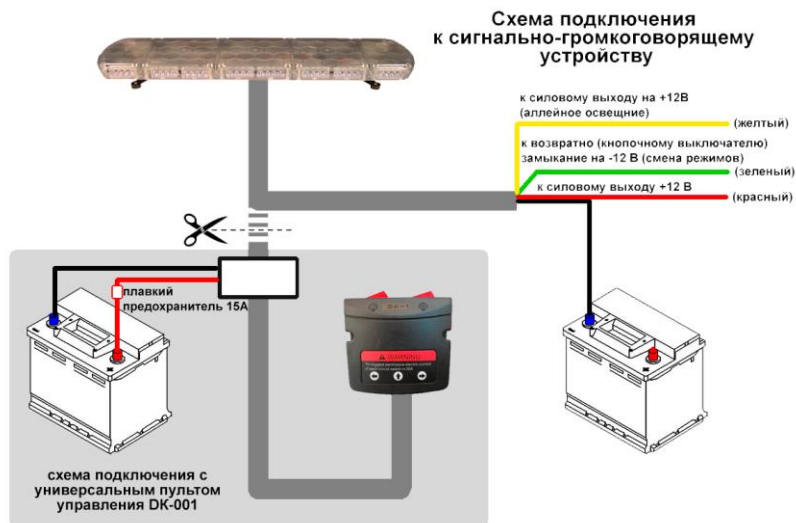 Схема подключения
к сигнально-громкоговорящему
устройству
к силовому выходу на +12В
(аллейное освещние)
(желтый)
к возвратно (кнопочному выключателю)
замыкание на -12 В (смена режимов)
(зеленый)
к силовому выходу +12 В
(красный)
плавкий
предохранитель 15А
WARNING
схема подключения с
универсальным пультом
управления DK-001